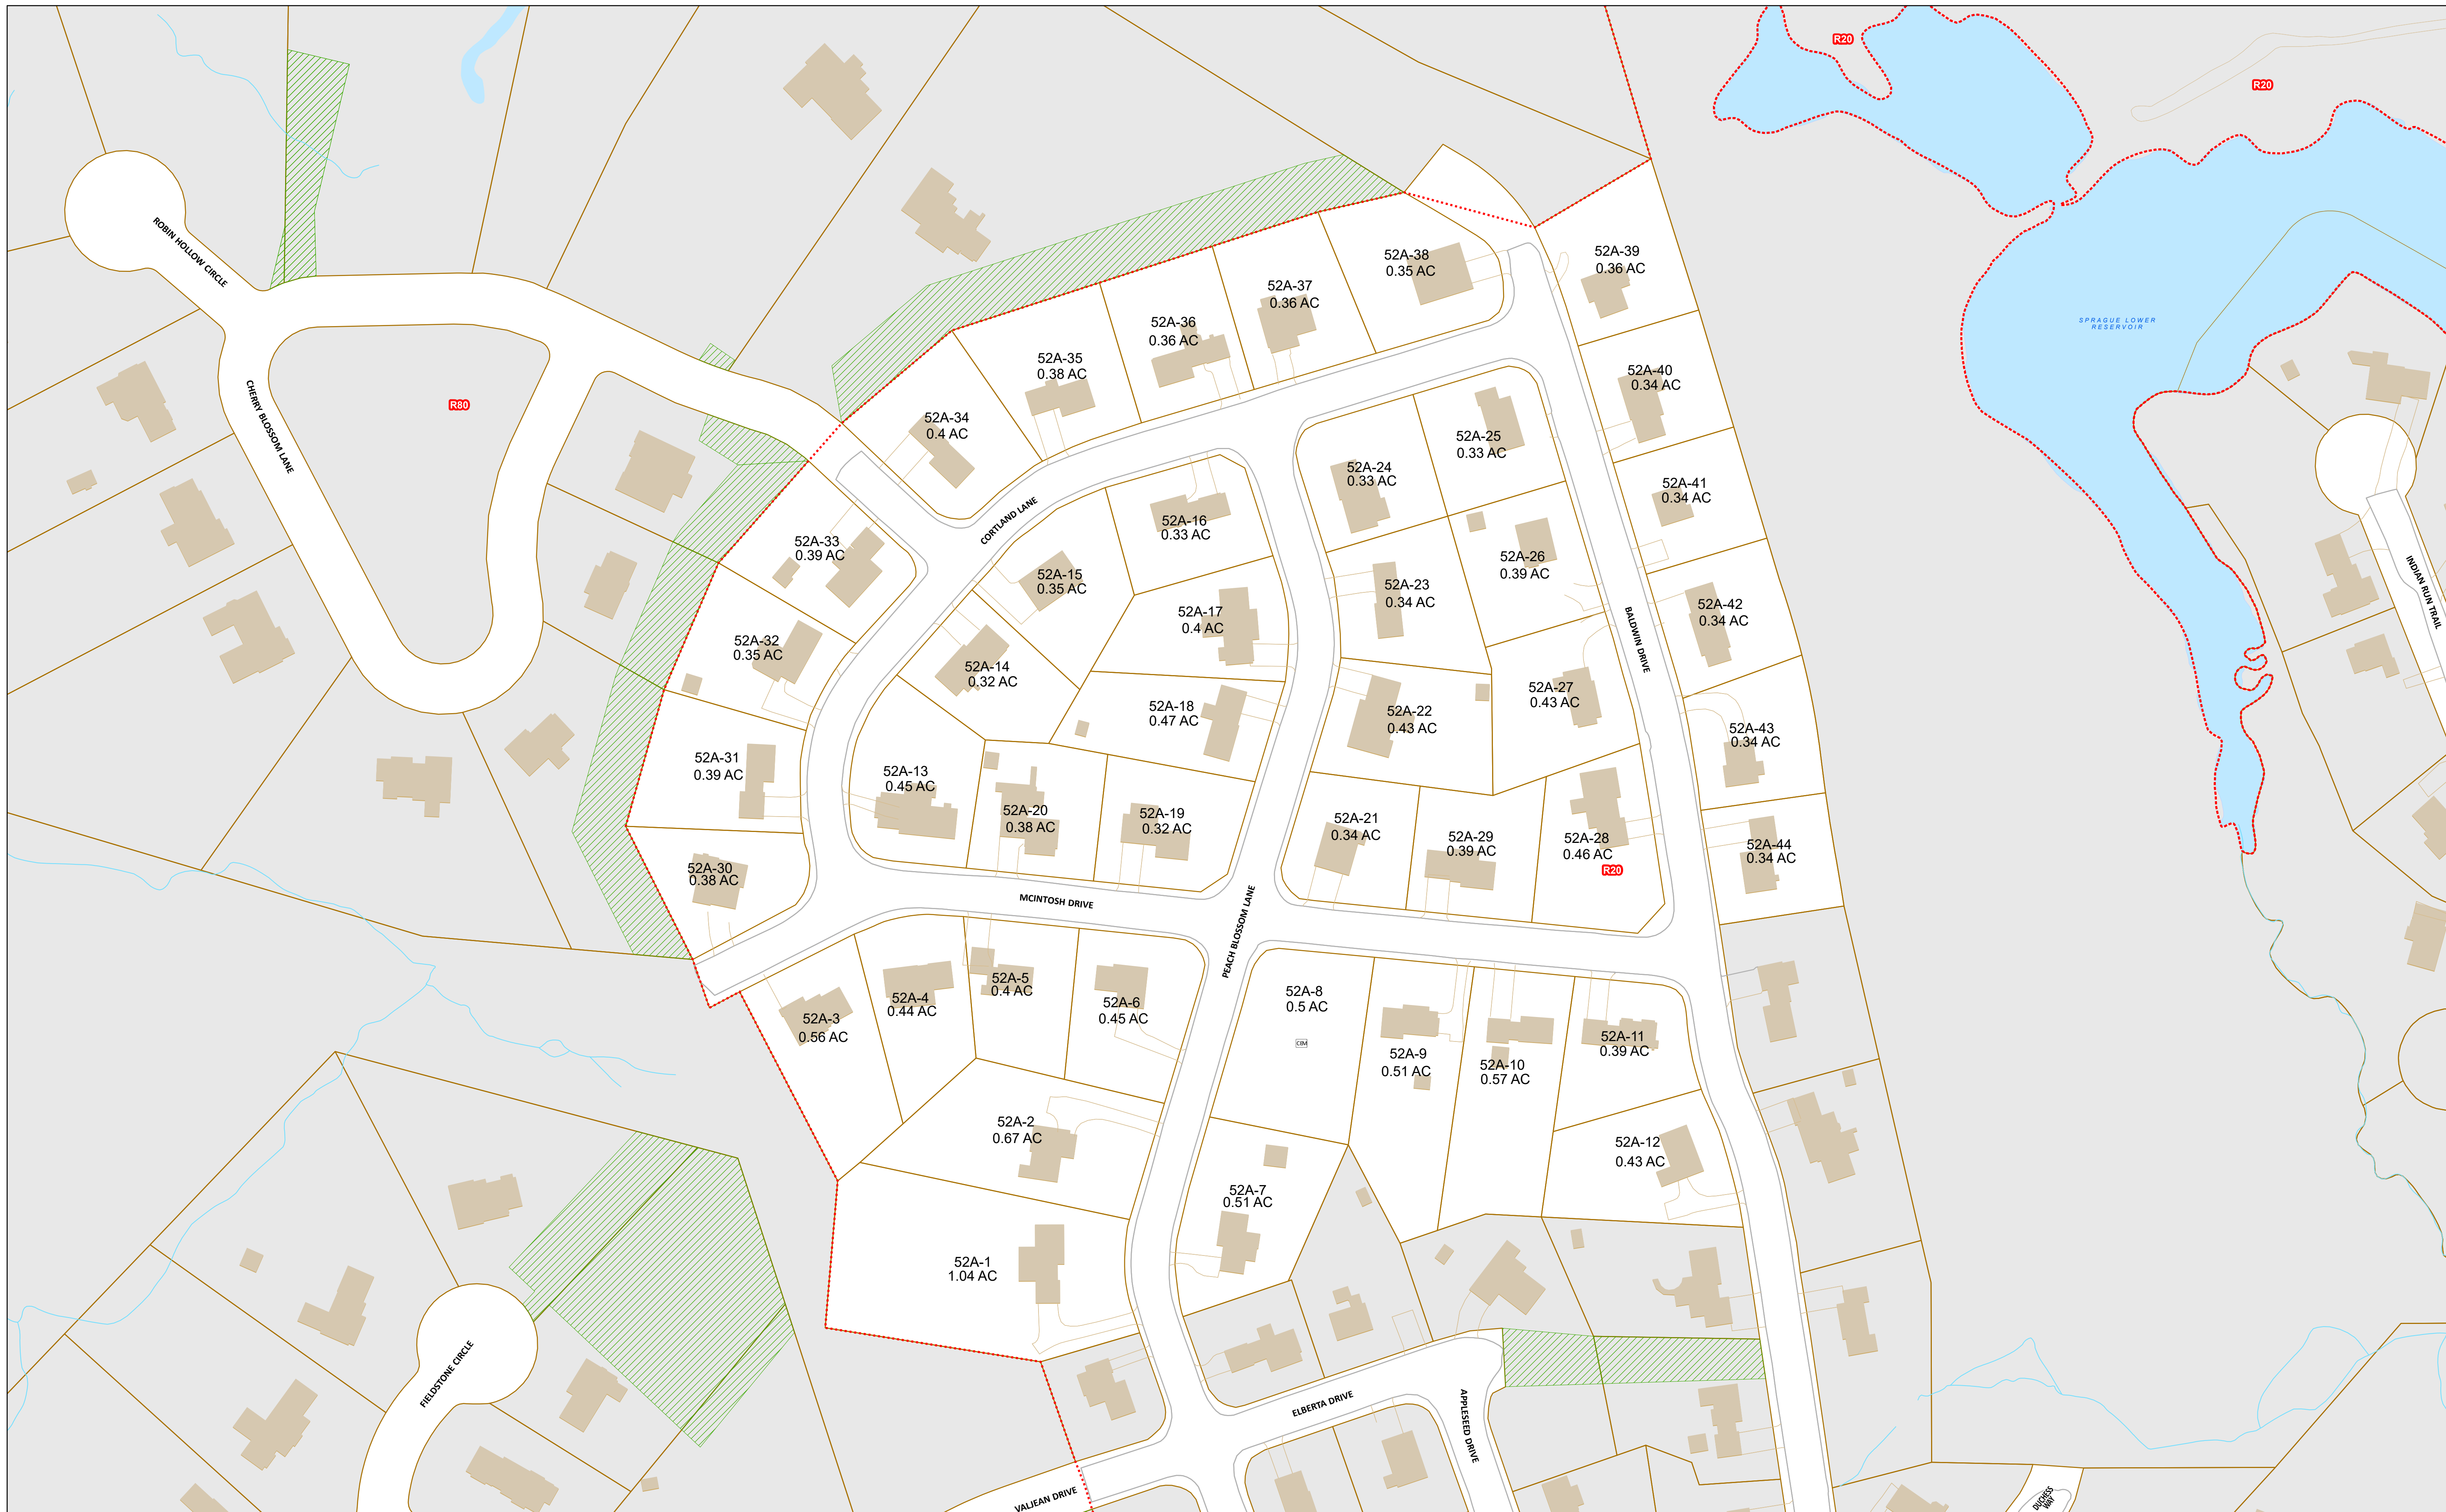 R20
R20
ROBIN HOLLOW CIRCLE
52A-39
0.36 AC
52A-38
0.35 AC
52A-37
0.36 AC
52A-36
0.36 AC
SPRAGUE LOWER
RESERVOIR
52A-35
0.38 AC
52A-40
0.34 AC
R80
CHERRY BLOSSOM LANE
52A-34
0.4 AC
52A-25
0.33 AC
52A-24
0.33 AC
52A-41
0.34 AC
CORTLAND LANE
52A-16
0.33 AC
52A-33
0.39 AC
52A-26
0.39 AC
52A-15
0.35 AC
52A-23
0.34 AC
INDIAN RUN TRAIL
52A-17
0.4 AC
52A-42
0.34 AC
BALDWIN DRIVE
52A-32
0.35 AC
52A-14
0.32 AC
52A-27
0.43 AC
52A-18
0.47 AC
52A-22
0.43 AC
52A-43
0.34 AC
52A-31
0.39 AC
52A-13
0.45 AC
52A-20
0.38 AC
52A-19
0.32 AC
52A-21
0.34 AC
52A-29
0.39 AC
52A-28
0.46 AC
R20
52A-44
0.34 AC
52A-30
0.38 AC
MCINTOSH DRIVE
PEACH BLOSSOM LANE
52A-5
0.4 AC
52A-4
0.44 AC
52A-6
0.45 AC
52A-8
0.5 AC
52A-3
0.56 AC
CEM
52A-11
0.39 AC
52A-9
0.51 AC
52A-10
0.57 AC
52A-2
0.67 AC
52A-12
0.43 AC
52A-7
0.51 AC
52A-1
1.04 AC
FIELDSTONE CIRCLE
ELBERTA DRIVE
APPLESEED DRIVE
VALJEAN DRIVE
DUCHESS
WAY